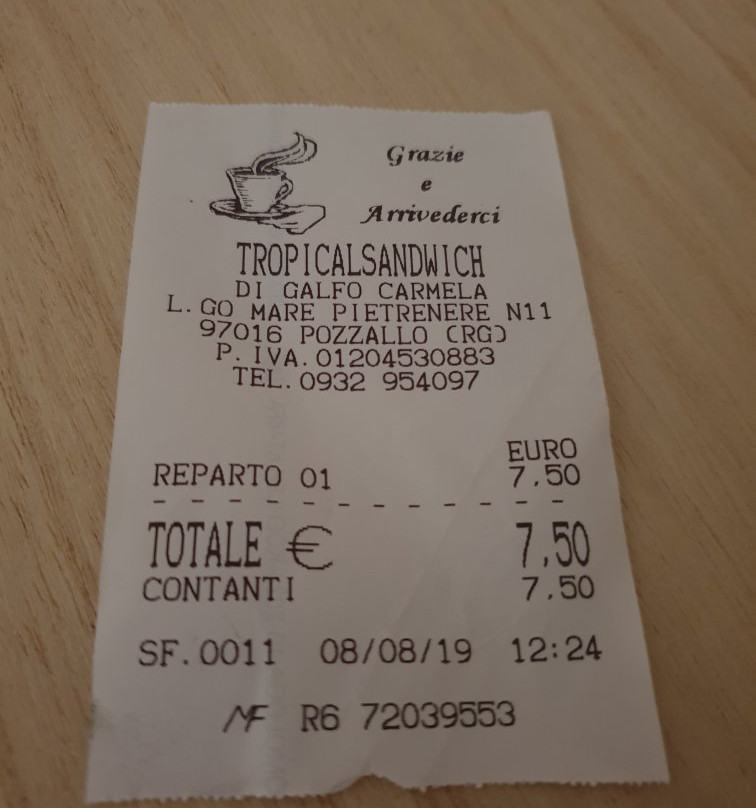 Grazie
e
Arrivederci
TROPICALSANDWICH
DI GALFO CARMELA
L.GO MARE PIETRENERE N11
97016 POZZALLO (RG)
P. IVA.01204530883
TEL.0932 954097
EURO
REPARTO 01 7,50
TOTALE € 7,50
CONTANTI 7.50
SF.0011 08/08/19 12:24
MF R6 72039553